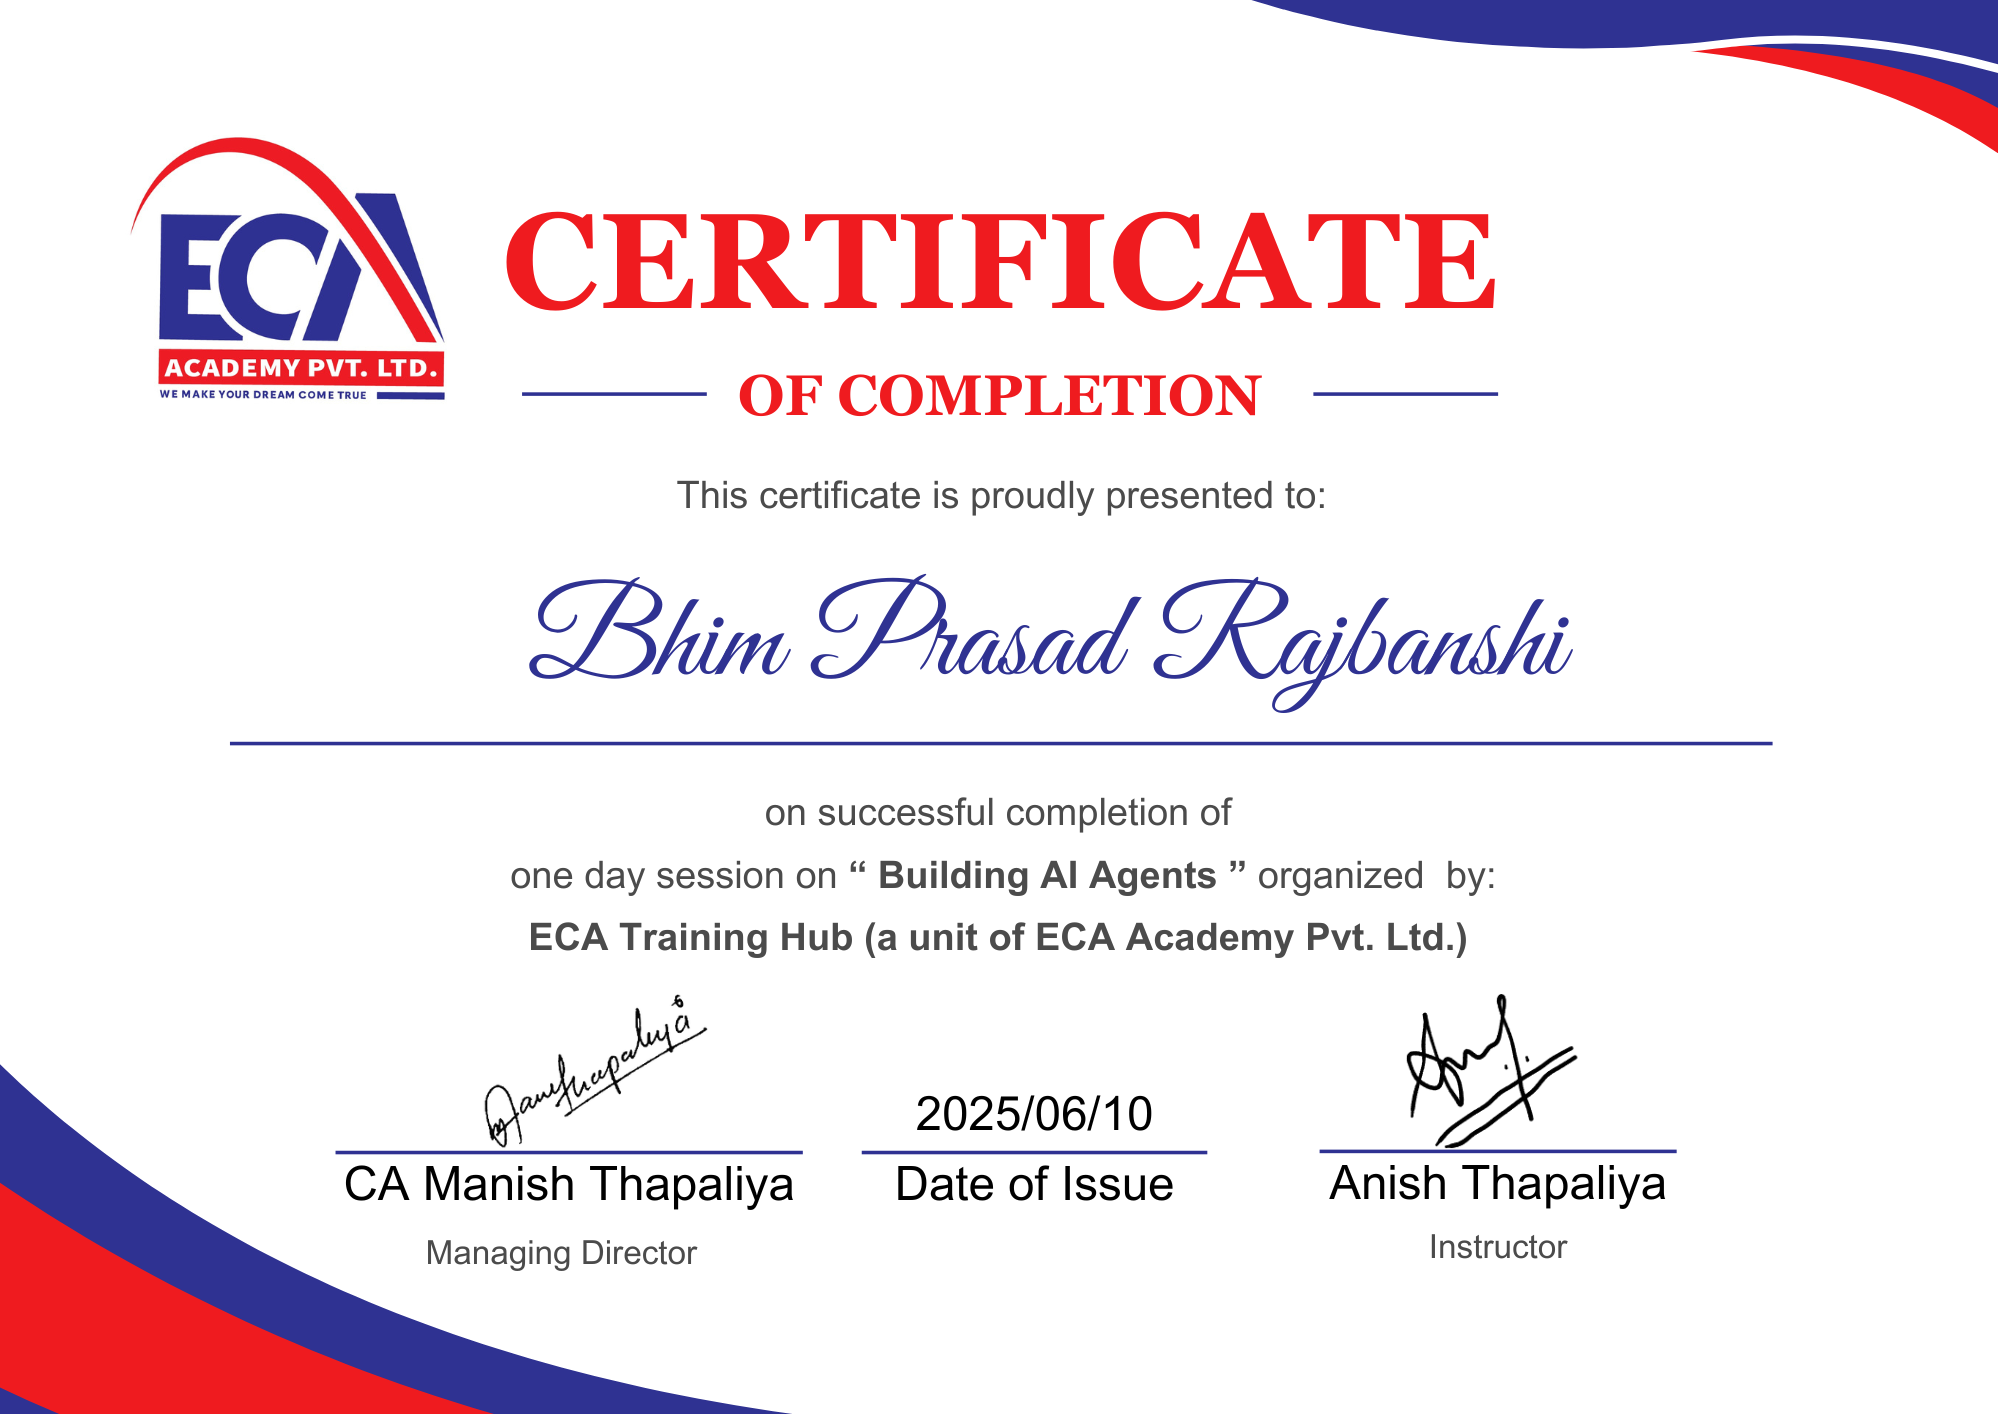 ECA
ACADEMY PVT. LTD.
WE MAKE YOUR DREAM COME TRUE
CERTIFICATE
OF COMPLETION
This certificate is proudly presented to:
Bhim Prasad Rajbanshi
on successful completion of
one day session on “ Building AI Agents ” organized  by:
ECA Training Hub (a unit of ECA Academy Pvt. Ltd.)
2025/06/10
CA Manish Thapaliya
Date of Issue
Anish Thapaliya
Managing Director
Instructor